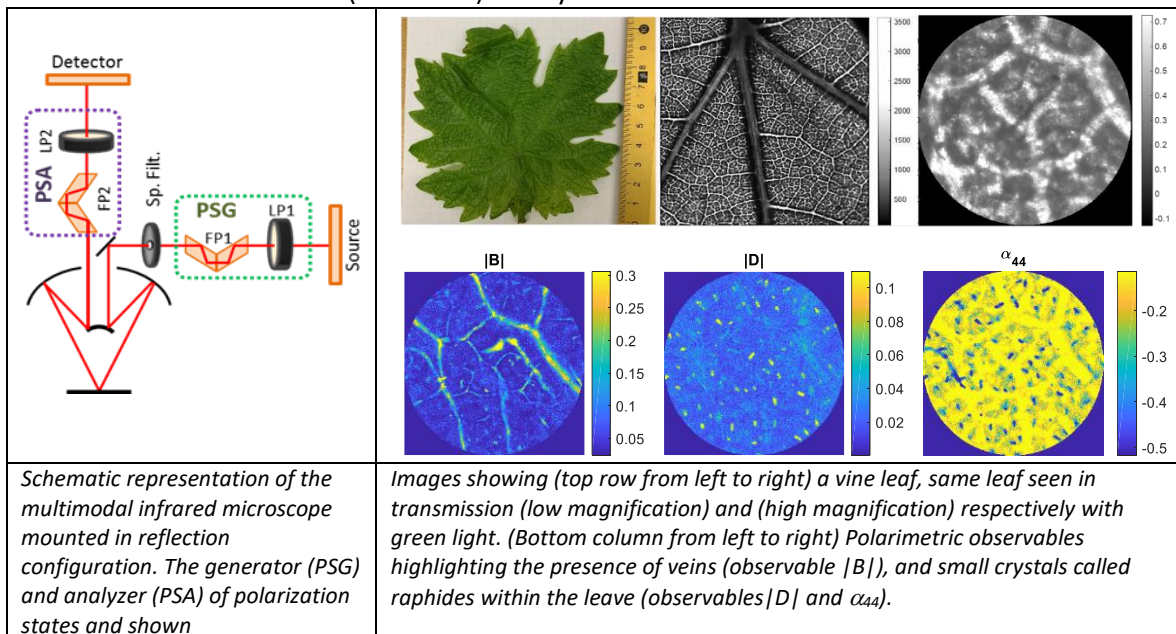 Detector
LP2
PSA
FP2
Sp. Filt.
PSG
FP1
LP1
Source
3500
3000
2500
2000
1500
1000
500
0.7
0.6
0.5
0.4
0.3
0.2
0.1
0
-0.1
|B|
0.3
0.25
0.2
0.15
0.1
0.05
|D|
0.1
0.08
0.06
0.04
0.02
α44
-0.2
-0.3
-0.4
-0.5
Schematic representation of the
multimodal infrared microscope
mounted in reflection
configuration. The generator (PSG)
and analyzer (PSA) of polarization
states and shown
Images showing (top row from left to right) a vine leaf, same leaf seen in
transmission (low magnification) and (high magnification) respectively with
green light. (Bottom column from left to right) Polarimetric observables
highlighting the presence of veins (observable |B|), and small crystals called
raphides within the leave (observables|D| and α44).